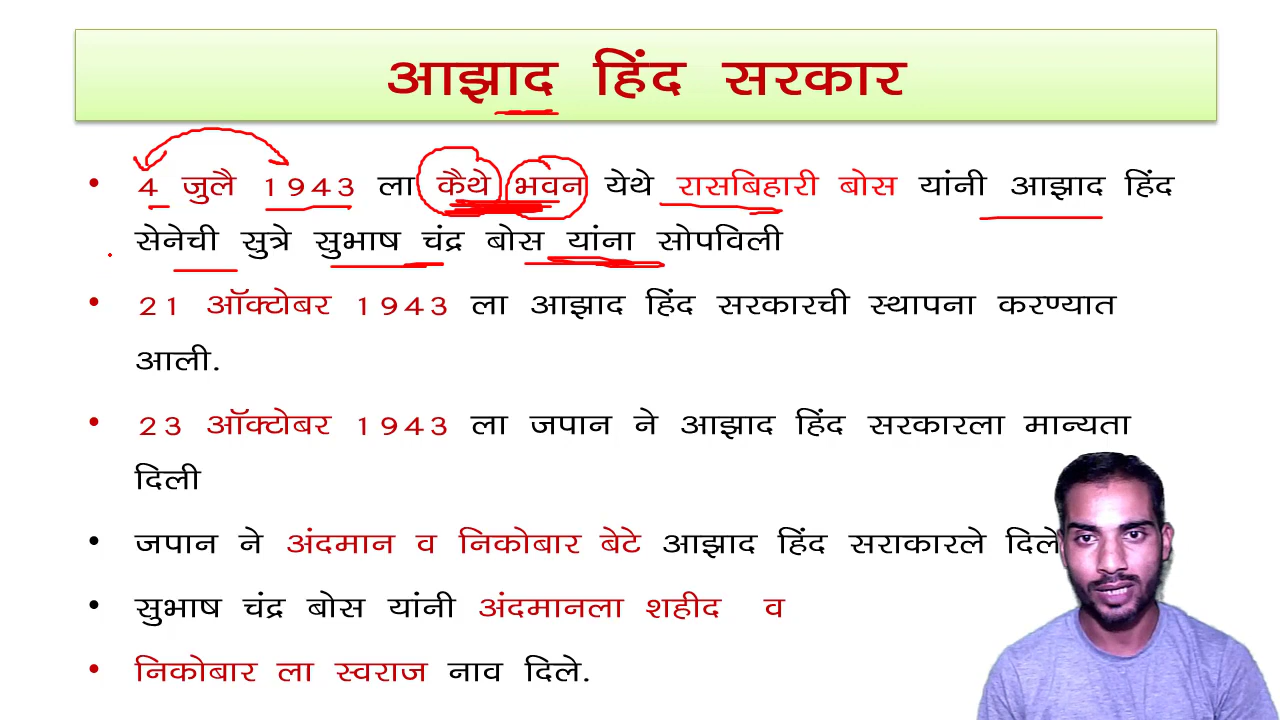 आझाद हिंद सरकार
• 4 जुलै 1943 ला कैथे भवन येथे रासबिहारी बोस यांनी आझाद हिंद
सेनेची सुत्रे सुभाष चंद्र बोस यांना सोपविली
• 21 ऑक्टोबर 1943 ला आझाद हिंद सरकारची स्थापना करण्यात
आली.
• 23 ऑक्टोबर 1943 ला जपान ने आझाद हिंद सरकारला मान्यता
दिली
• जपान ने अंदमान व निकोबार बेटे आझाद हिंद सराकारले दिले
• सुभाष चंद्र बोस यांनी अंदमानला शहीद व
• निकोबार ला स्वराज नाव दिले.